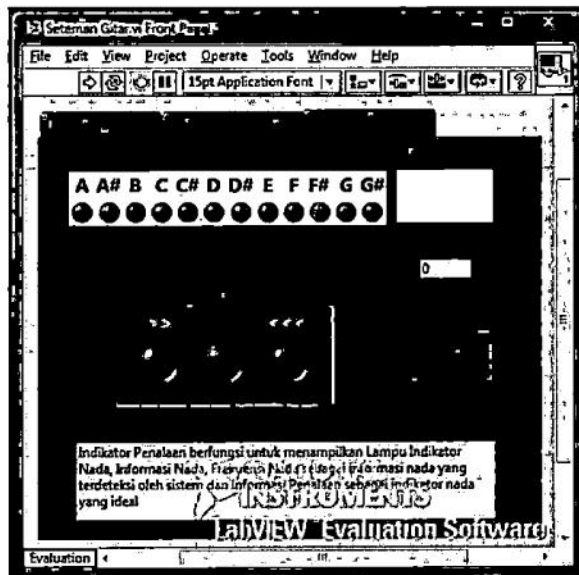 Seteman Gitar.vi Front Panel
File Edit View Project Operate Tools Window Help
15pt Application Font
A A# B C C# D D# E F F# G G#
0
>> <<<
Indikator Penalaan berfungsi untuk menampilkan Lampu Indikator
Nada, Informasi Nada, Frekuensi Nada sebagai informasi nada yang
terdeteksi oleh sistem dan Informasi Penalaan sebagai indikator nada
yang ideal
INSTRUMENTS
LabVIEW Evaluation Software
Evaluation